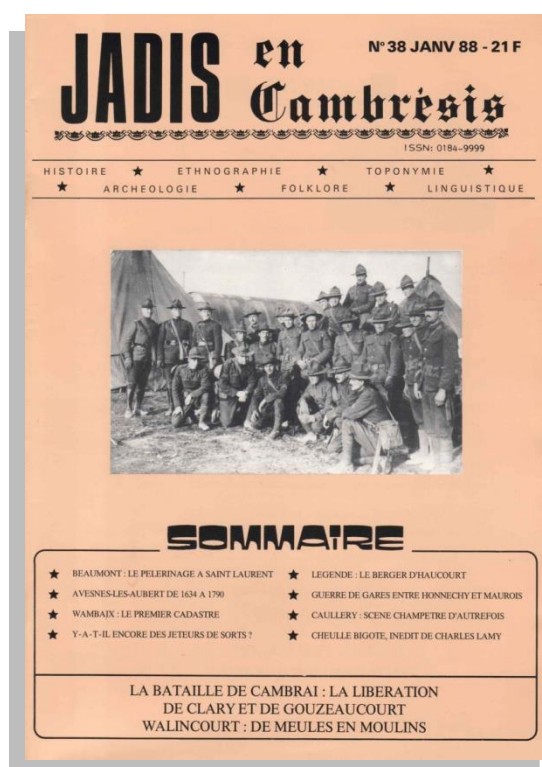 JADIS en N° 38 JANV 88 - 21 F
Cambrésis
ISSN: 0184-9999
HISTOIRE ★ ETHNOGRAPHIE ★ TOPONYMIE ★
★ ARCHEOLOGIE ★ FOLKLORE ★ LINGUISTIQUE
SOMMAIRE
★ BEAUMONT : LE PELERINAGE A SAINT LAURENT
★ AVESNES-LES-AUBERT DE 1634 A 1790
★ WAMBAIX : LE PREMIER CADASTRE
★ Y-A-T-IL ENCORE DES JETEURS DE SORTS ?
★ LEGENDE : LE BERGER D'HAUCOURT
★ GUERRE DE GARES ENTRE HONNECHY ET MAUROIS
★ CAULLERY : SCENE CHAMPETRE D'AUTREFOIS
★ CHEULLE BIGOTE, INEDIT DE CHARLES LAMY
LA BATAILLE DE CAMBRAI : LA LIBERATION
DE CLARY ET DE GOUZEAUCOURT
WALINCOURT : DE MEULES EN MOULINS